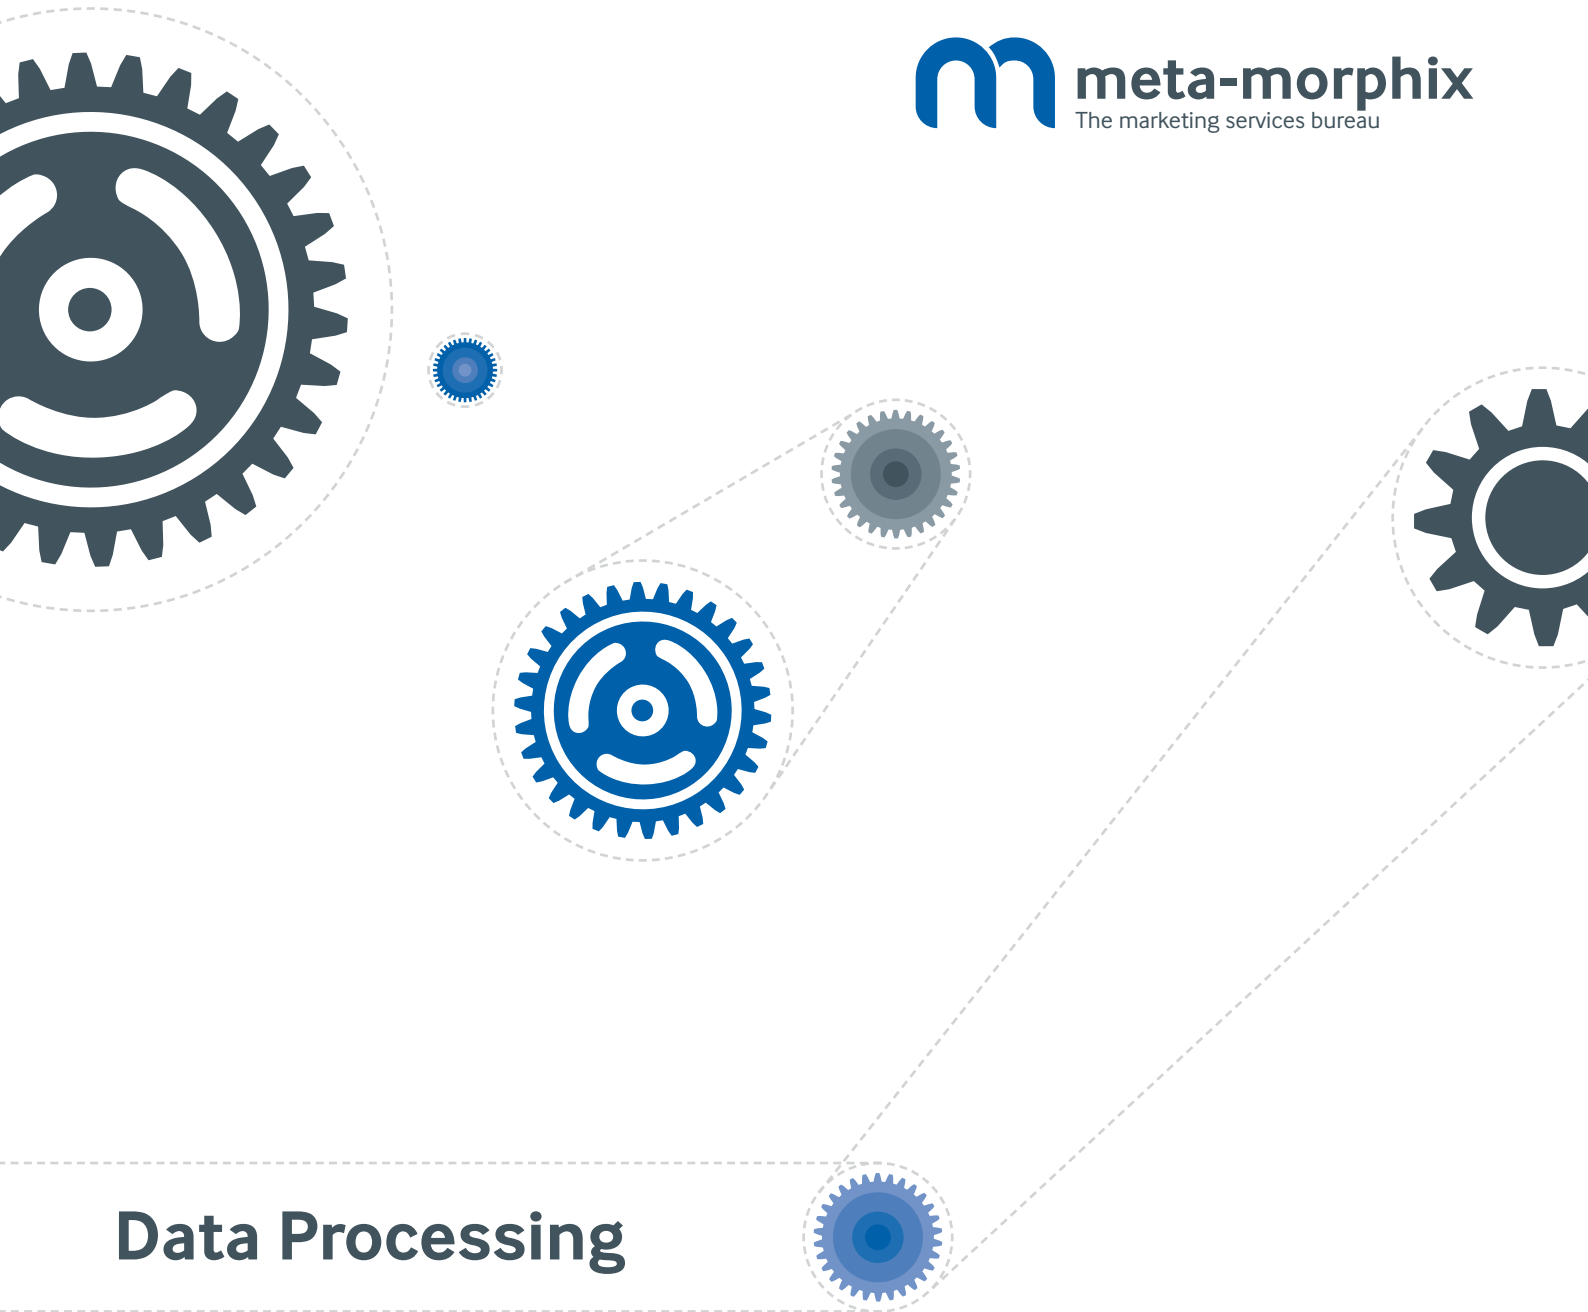 meta-morphix
The marketing services bureau
Data Processing